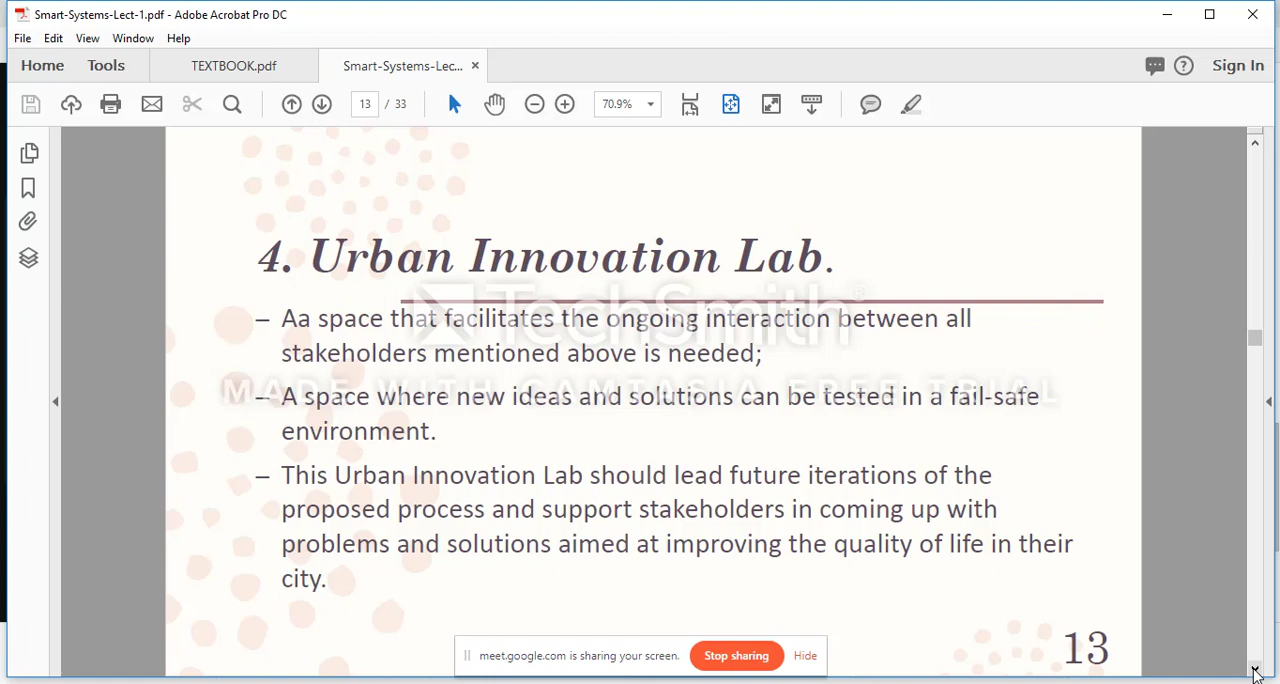 Smart-Systems-Lect-1.pdf - Adobe Acrobat Pro DC
File Edit View Window Help
Home Tools TEXTBOOK.pdf Smart-Systems-Lec... × Sign In
13 / 33 70.9%
4. Urban Innovation Lab.
– Aa space that facilitates the ongoing interaction between all
stakeholders mentioned above is needed;
TechSmith®
MADE WITH CAMTASIA FREE TRIAL
– A space where new ideas and solutions can be tested in a fail-safe
environment.
– This Urban Innovation Lab should lead future iterations of the
proposed process and support stakeholders in coming up with
problems and solutions aimed at improving the quality of life in their
city.
13
meet.google.com is sharing your screen. Stop sharing Hide